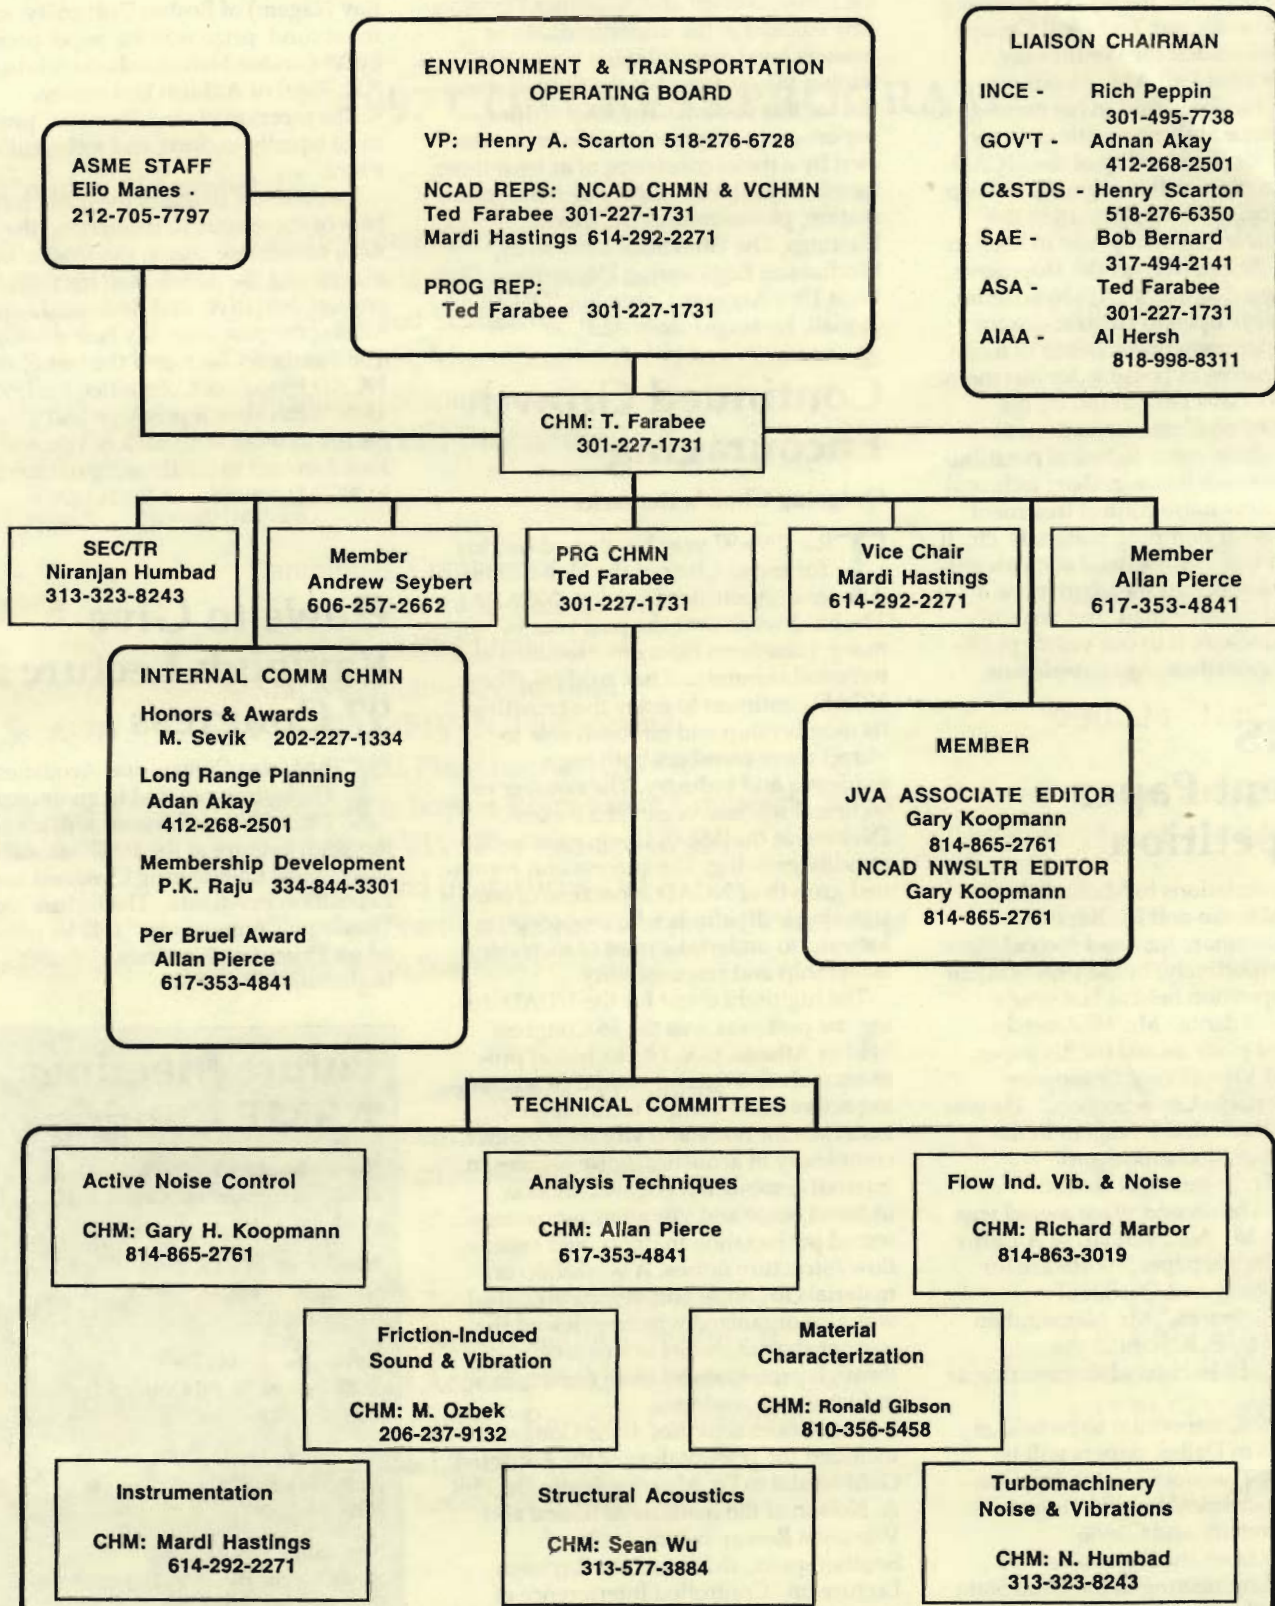 ENVIRONMENT & TRANSPORTATION
OPERATING BOARD
VP: Henry A. Scarton 518-276-6728
NCAD REPS: NCAD CHMN & VCHMN
Ted Farabee 301-227-1731
Mardi Hastings 614-292-2271
PROG REP:
Ted Farabee 301-227-1731
ASME STAFF
Elio Manes
212-705-7797
LIAISON CHAIRMAN
INCE - Rich Peppin
301-495-7738
GOV'T - Adnan Akay
412-268-2501
C&STDS - Henry Scarton
518-276-6350
SAE - Bob Bernard
317-494-2141
ASA - Ted Farabee
301-227-1731
AIAA - Al Hersh
818-998-8311
CHM: T. Farabee
301-227-1731
SEC/TR
Niranjan Humbad
313-323-8243
Member
Andrew Seybert
606-257-2662
PRG CHMN
Ted Farabee
301-227-1731
Vice Chair
Mardi Hastings
614-292-2271
Member
Allan Pierce
617-353-4841
INTERNAL COMM CHMN
Honors & Awards
M. Sevik 202-227-1334
Long Range Planning
Adan Akay
412-268-2501
Membership Development
P.K. Raju 334-844-3301
Per Bruel Award
Allan Pierce
617-353-4841
MEMBER
JVA ASSOCIATE EDITOR
Gary Koopmann
814-865-2761
NCAD NWSLTR EDITOR
Gary Koopmann
814-865-2761
TECHNICAL COMMITTEES
Active Noise Control
CHM: Gary H. Koopmann
814-865-2761
Analysis Techniques
CHM: Allan Pierce
617-353-4841
Flow Ind. Vib. & Noise
CHM: Richard Marbor
814-863-3019
Friction-Induced
Sound & Vibration
CHM: M. Ozbek
206-237-9132
Material
Characterization
CHM: Ronald Gibson
810-356-5458
Instrumentation
CHM: Mardi Hastings
614-292-2271
Structural Acoustics
CHM: Sean Wu
313-577-3884
Turbomachinery
Noise & Vibrations
CHM: N. Humbad
313-323-8243